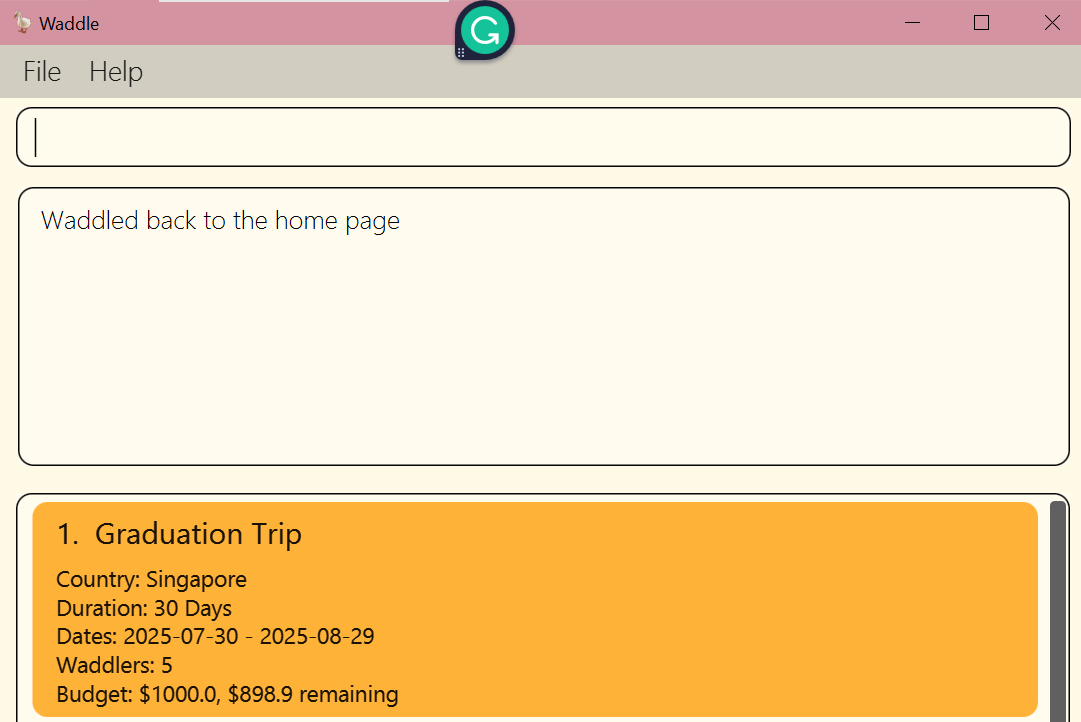 Waddle
File Help
Waddled back to the home page
1. Graduation Trip
Country: Singapore
Duration: 30 Days
Dates: 2025-07-30 - 2025-08-29
Waddlers: 5
Budget: $1000.0, $898.9 remaining